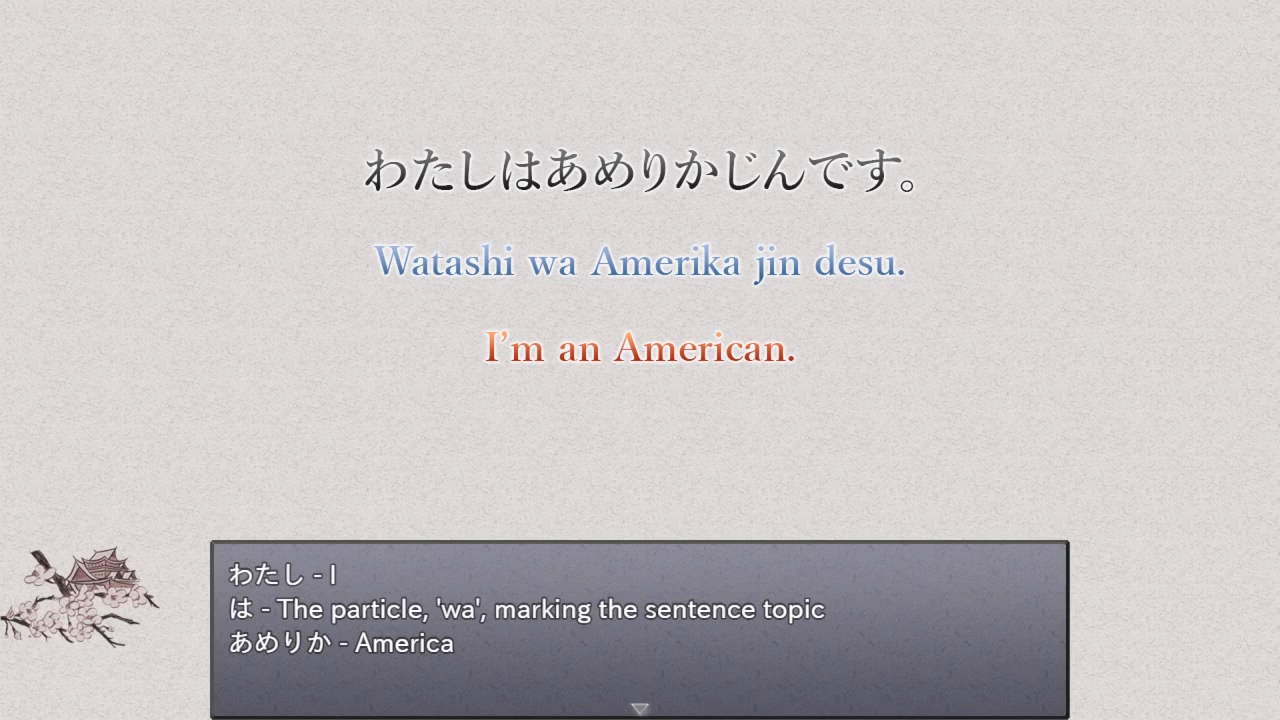 わたしはあめりかじんです。
Watashi wa Amerika jin desu.
I'm an American.
わたし - I
は - The particle, 'wa', marking the sentence topic
あめりか - America